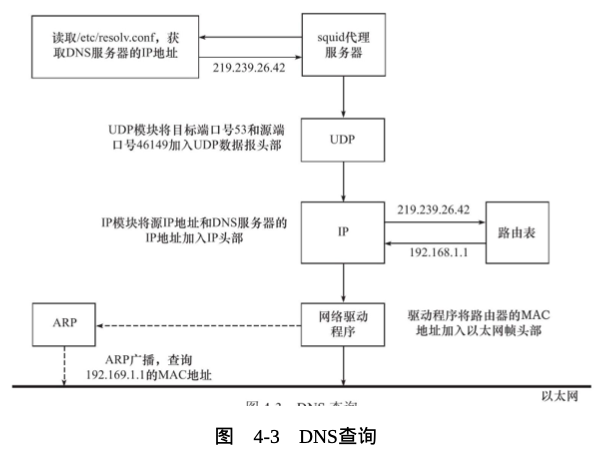 读取/etc/resolv.conf，获
取DNS服务器的IP地址
squid代理
服务器
219.239.26.42
UDP模块将目标端口号53和源端
口号46149加入UDP数据报头部
UDP
IP模块将源IP地址和DNS服务器的
IP地址加入IP头部
IP
219.239.26.42
192.168.1.1
路由表
ARP
网络驱动
程序
驱动程序将路由器的MAC
地址加入以太网帧头部
ARP广播，查询
192.169.1.1的MAC地址
以太网
图 4-3 DNS 查询
图 4-3 DNS查询